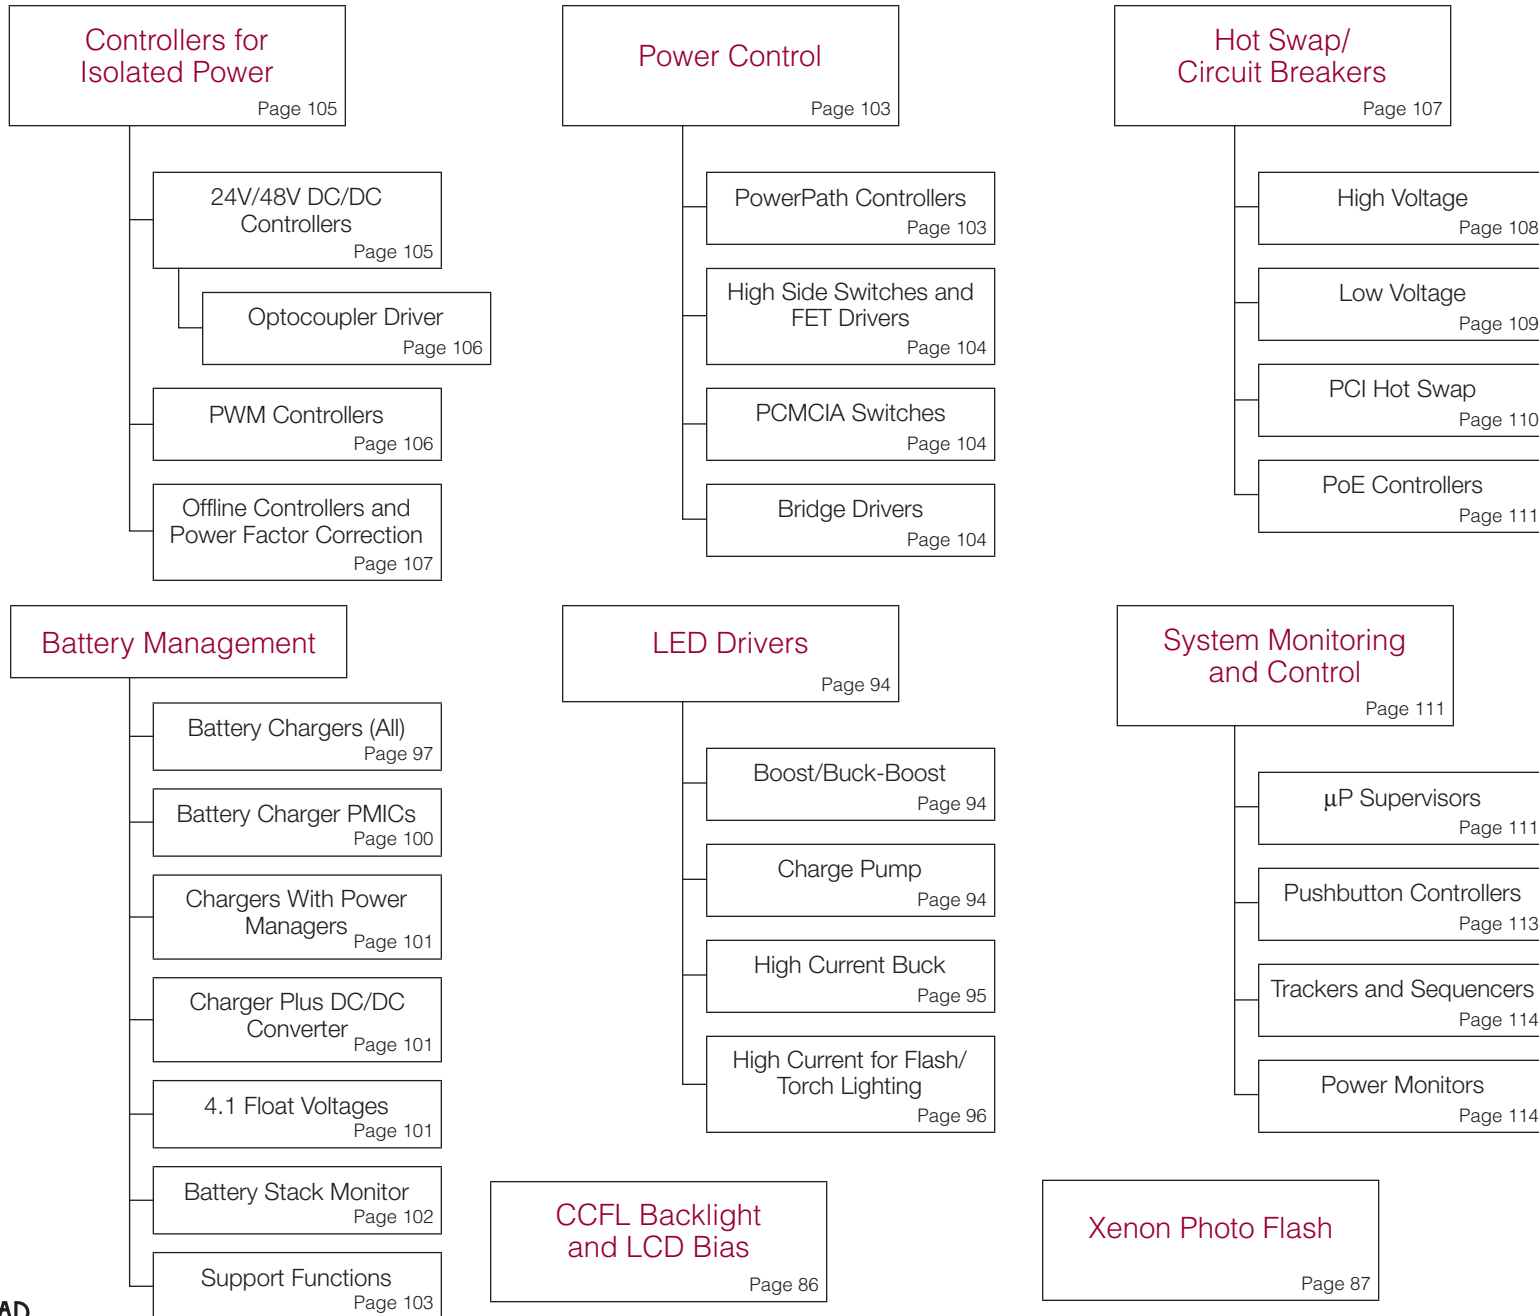 Controllers for
Isolated Power
Page 105
24V/48V DC/DC
Controllers
Page 105
Optocoupler Driver
Page 106
PWM Controllers
Page 106
Offline Controllers and
Power Factor Correction
Page 107
Power Control
Page 103
PowerPath Controllers
Page 103
High Side Switches and
FET Drivers
Page 104
PCMCIA Switches
Page 104
Bridge Drivers
Page 104
Hot Swap/
Circuit Breakers
Page 107
High Voltage
Page 108
Low Voltage
Page 109
PCI Hot Swap
Page 110
PoE Controllers
Page 111
Battery Management
Battery Chargers (All)
Page 97
Battery Charger PMICs
Page 100
Chargers With Power
Managers
Page 101
Charger Plus DC/DC
Converter
Page 101
4.1 Float Voltages
Page 101
Battery Stack Monitor
Page 102
Support Functions
Page 103
LED Drivers
Page 94
Boost/Buck-Boost
Page 94
Charge Pump
Page 94
High Current Buck
Page 95
High Current for Flash/
Torch Lighting
Page 96
System Monitoring
and Control
Page 111
µP Supervisors
Page 111
Pushbutton Controllers
Page 113
Trackers and Sequencers
Page 114
Power Monitors
Page 114
CCFL Backlight
and LCD Bias
Page 86
Xenon Photo Flash
Page 87